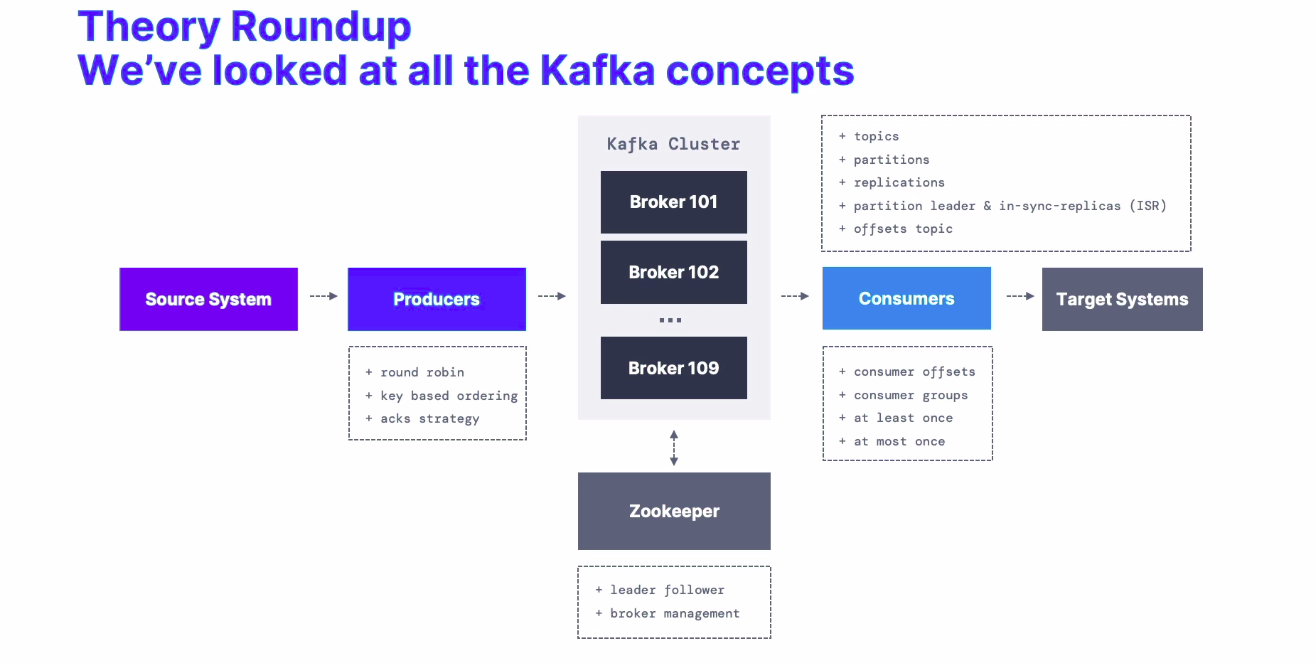 Theory Roundup
We've looked at all the Kafka concepts
Kafka Cluster
Broker 101
Broker 102
...
Broker 109
+ topics
+ partitions
+ replications
+ partition leader & in-sync-replicas (ISR)
+ offsets topic
Source System
Producers
Consumers
Target Systems
+ round robin
+ key based ordering
+ acks strategy
+ consumer offsets
+ consumer groups
+ at least once
+ at most once
Zookeeper
+ leader follower
+ broker management